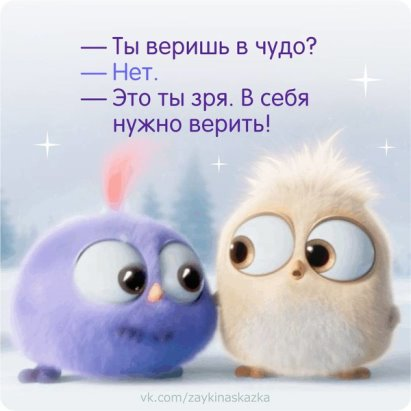 — Ты веришь в чудо?
— Нет.
— Это ты зря. В себя
нужно верить!
vk.com/zaykinaskazka